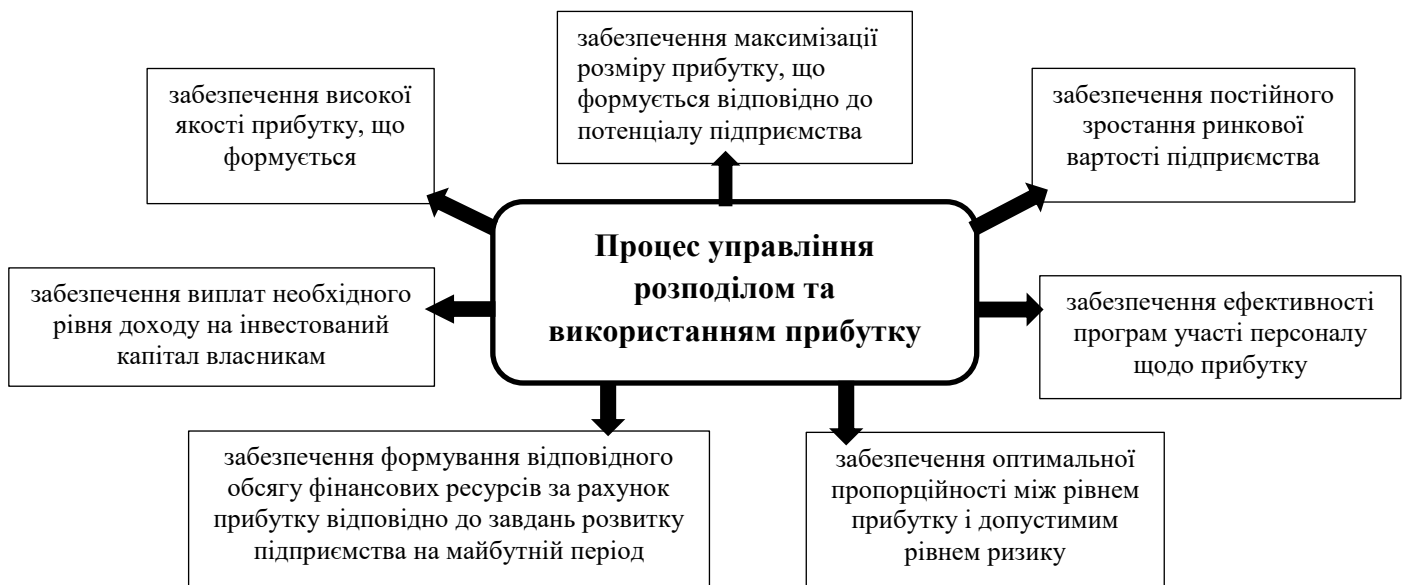 забезпечення максимізації
розміру прибутку, що
формується відповідно до
потенціалу підприємства
забезпечення високої
якості прибутку, що
формується
забезпечення постійного
зростання ринкової
вартості підприємства
Процес управління
розподілом та
використанням прибутку
забезпечення виплат необхідного
рівня доходу на інвестований
капітал власникам
забезпечення ефективності
програм участі персоналу
щодо прибутку
забезпечення формування відповідного
обсягу фінансових ресурсів за рахунок
прибутку відповідно до завдань розвитку
підприємства на майбутній період
забезпечення оптимальної
пропорційності між рівнем
прибутку і допустимим
рівнем ризику